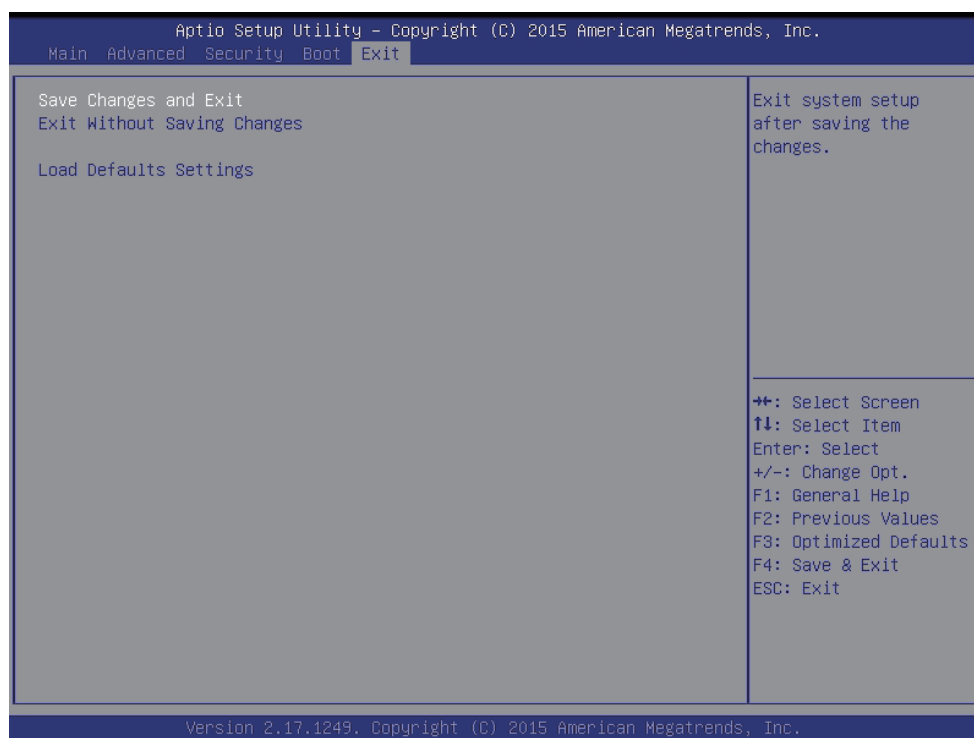 Aptio Setup Utility – Copyright (C) 2015 American Megatrends, Inc.
Main Advanced Security Boot Exit
Save Changes and Exit
Exit Without Saving Changes
Load Defaults Settings
Exit system setup
after saving the
changes.
→←: Select Screen
↑↓: Select Item
Enter: Select
+/-: Change Opt.
F1: General Help
F2: Previous Values
F3: Optimized Defaults
F4: Save & Exit
ESC: Exit
Version 2.17.1249. Copyright (C) 2015 American Megatrends, Inc.